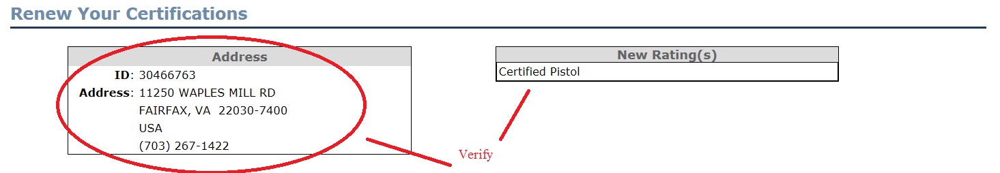 Renew Your Certifications
Address
ID: 30466763
Address: 11250 WAPLES MILL RD
FAIRFAX, VA  22030-7400
USA
(703) 267-1422
New Rating(s)
Certified Pistol
Verify